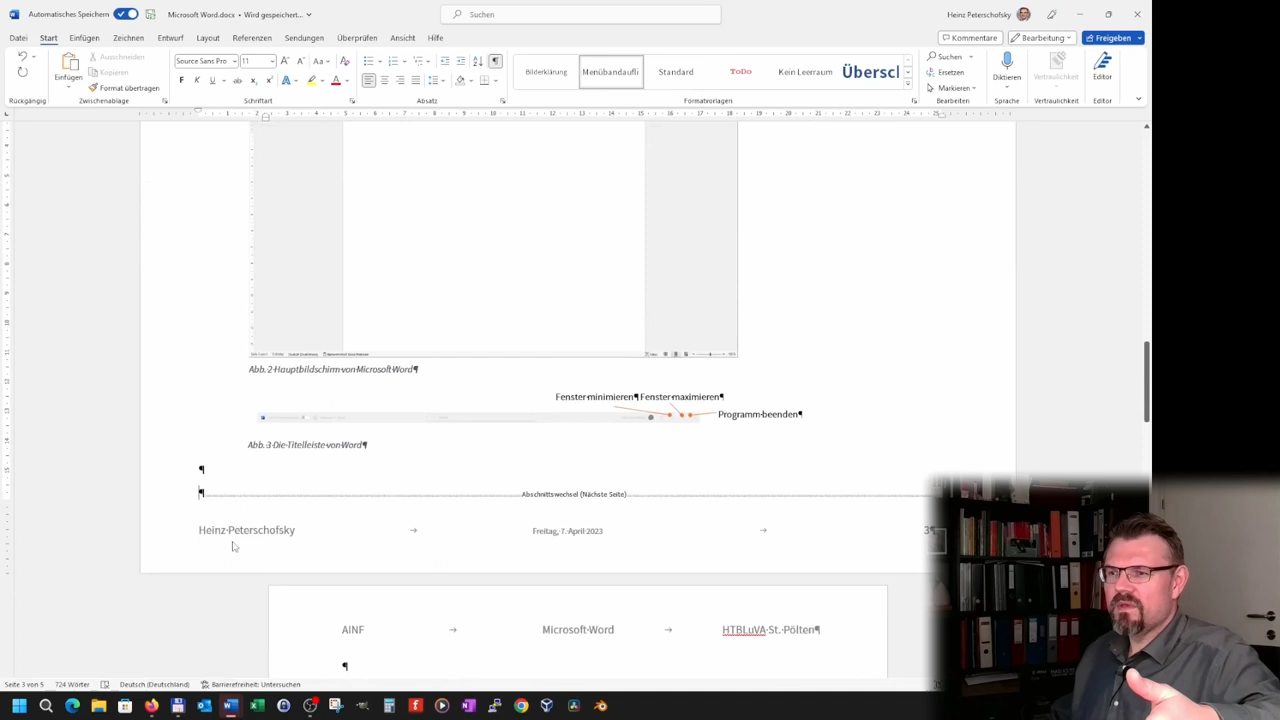 Automatisches Speichern
Microsoft Word.docx • Wird gespeichert...
Suchen
Heinz Peterschofsky
Datei Start Einfügen Zeichnen Entwurf Layout Referenzen Sendungen Überprüfen Ansicht Hilfe
Kommentare Bearbeitung Freigeben
Einfügen
Ausschneiden
Kopieren
Format übertragen
Source Sans Pro 11
F K U
Bilderklärung Menübandaufli Standard ToDo Kein Leerraum Überscl
Suchen
Ersetzen
Markieren
Diktieren
Vertraulichkeit
Editor
Rückgängig Zwischenablage Schriftart Absatz Formatvorlagen Bearbeiten Sprache Vertraulichkeit Editor
Abb.·2·Hauptbildschirm·von·Microsoft·Word¶
Fenster·minimieren¶ Fenster·maximieren¶
Programm·beenden¶
Abb.·3·Die·Titelleiste·von·Word¶
¶
¶ Abschnittswechsel (Nächste Seite)
Heinz·Peterschofsky → Freitag,·7.·April·2023 → 3¶
AINF → Microsoft·Word → HTBLuVA·St.·Pölten¶
¶
Seite 3 von 5 724 Wörter Deutsch (Deutschland) Barrierefreiheit: Untersuchen